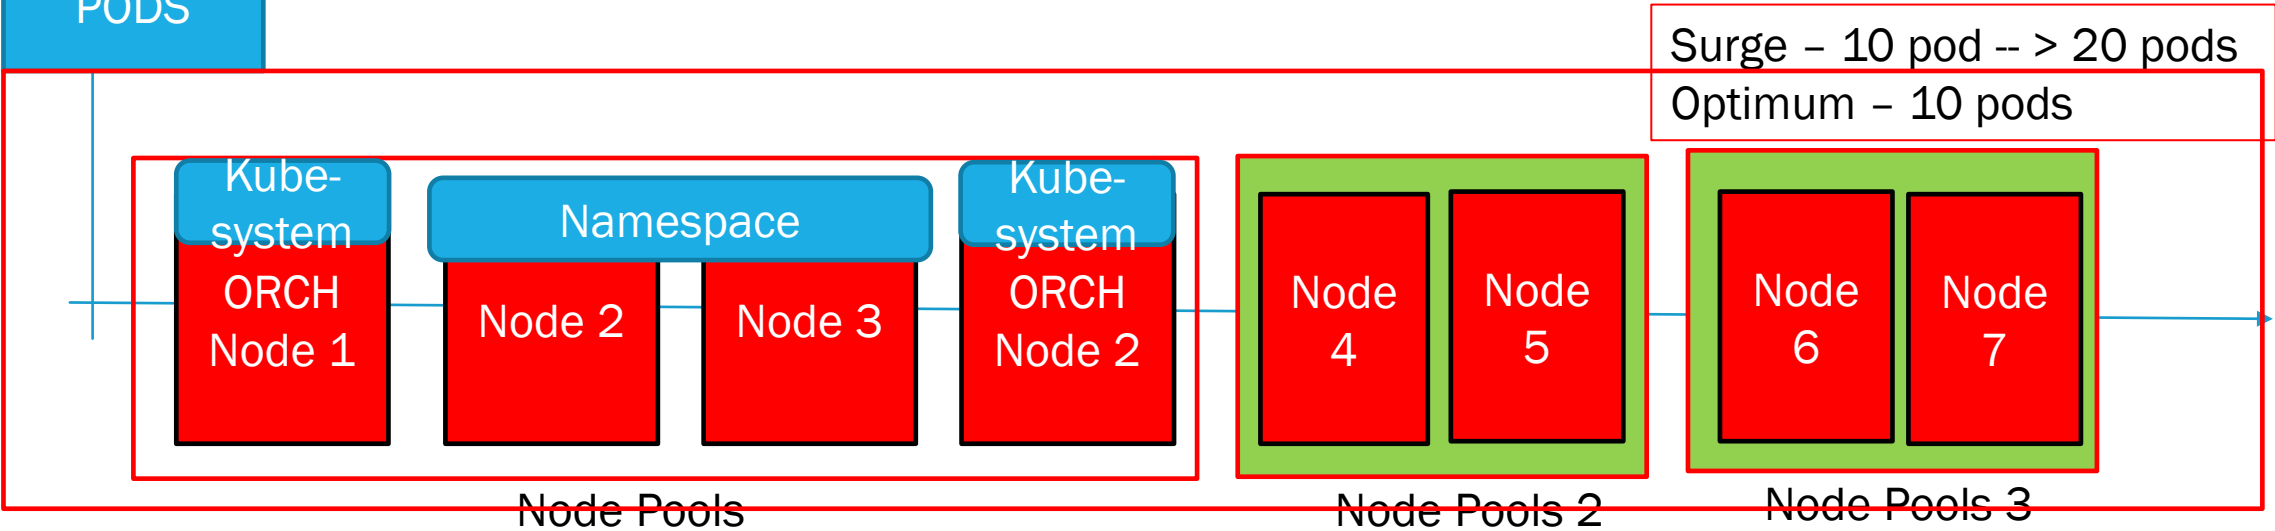 PODS
Surge – 10 pod -- > 20 pods
Optimum – 10 pods
Kube-
system
ORCH
Node 1
Namespace
Node 2
Node 3
Kube-
system
ORCH
Node 2
Node
4
Node
5
Node
6
Node
7
Node Pools
Node Pools 2
Node Pools 3